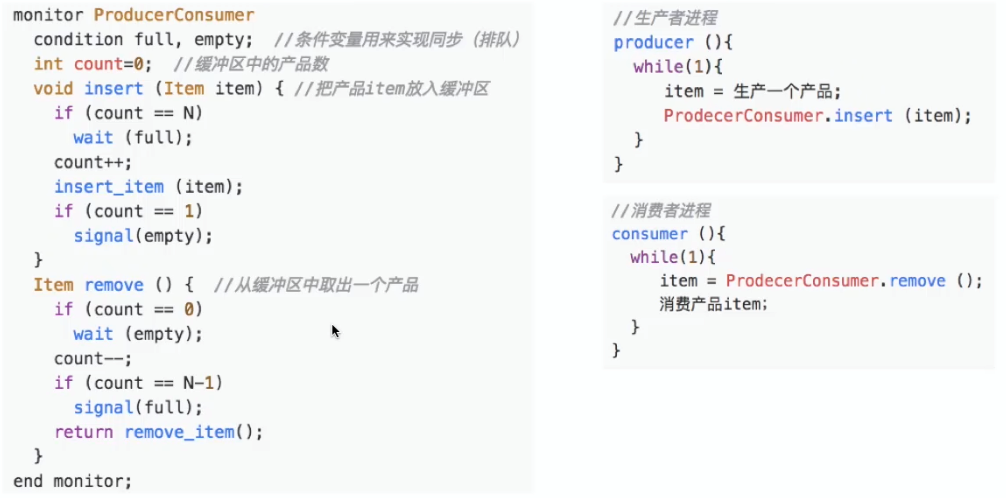 monitor ProducerConsumer
condition full, empty; //条件变量用来实现同步（排队）
int count=0; //缓冲区中的产品数
void insert (Item item) { //把产品item放入缓冲区
if (count == N)
wait (full);
count++;
insert_item (item);
if (count == 1)
signal(empty);
}
Item remove () { //从缓冲区中取出一个产品
if (count == 0)
wait (empty);
count--;
if (count == N-1)
signal(full);
return remove_item();
}
end monitor;
//生产者进程
producer (){
while(1){
item = 生产一个产品;
ProdecerConsumer.insert (item);
}
}
//消费者进程
consumer (){
while(1){
item = ProdecerConsumer.remove ();
消费产品item;
}
}